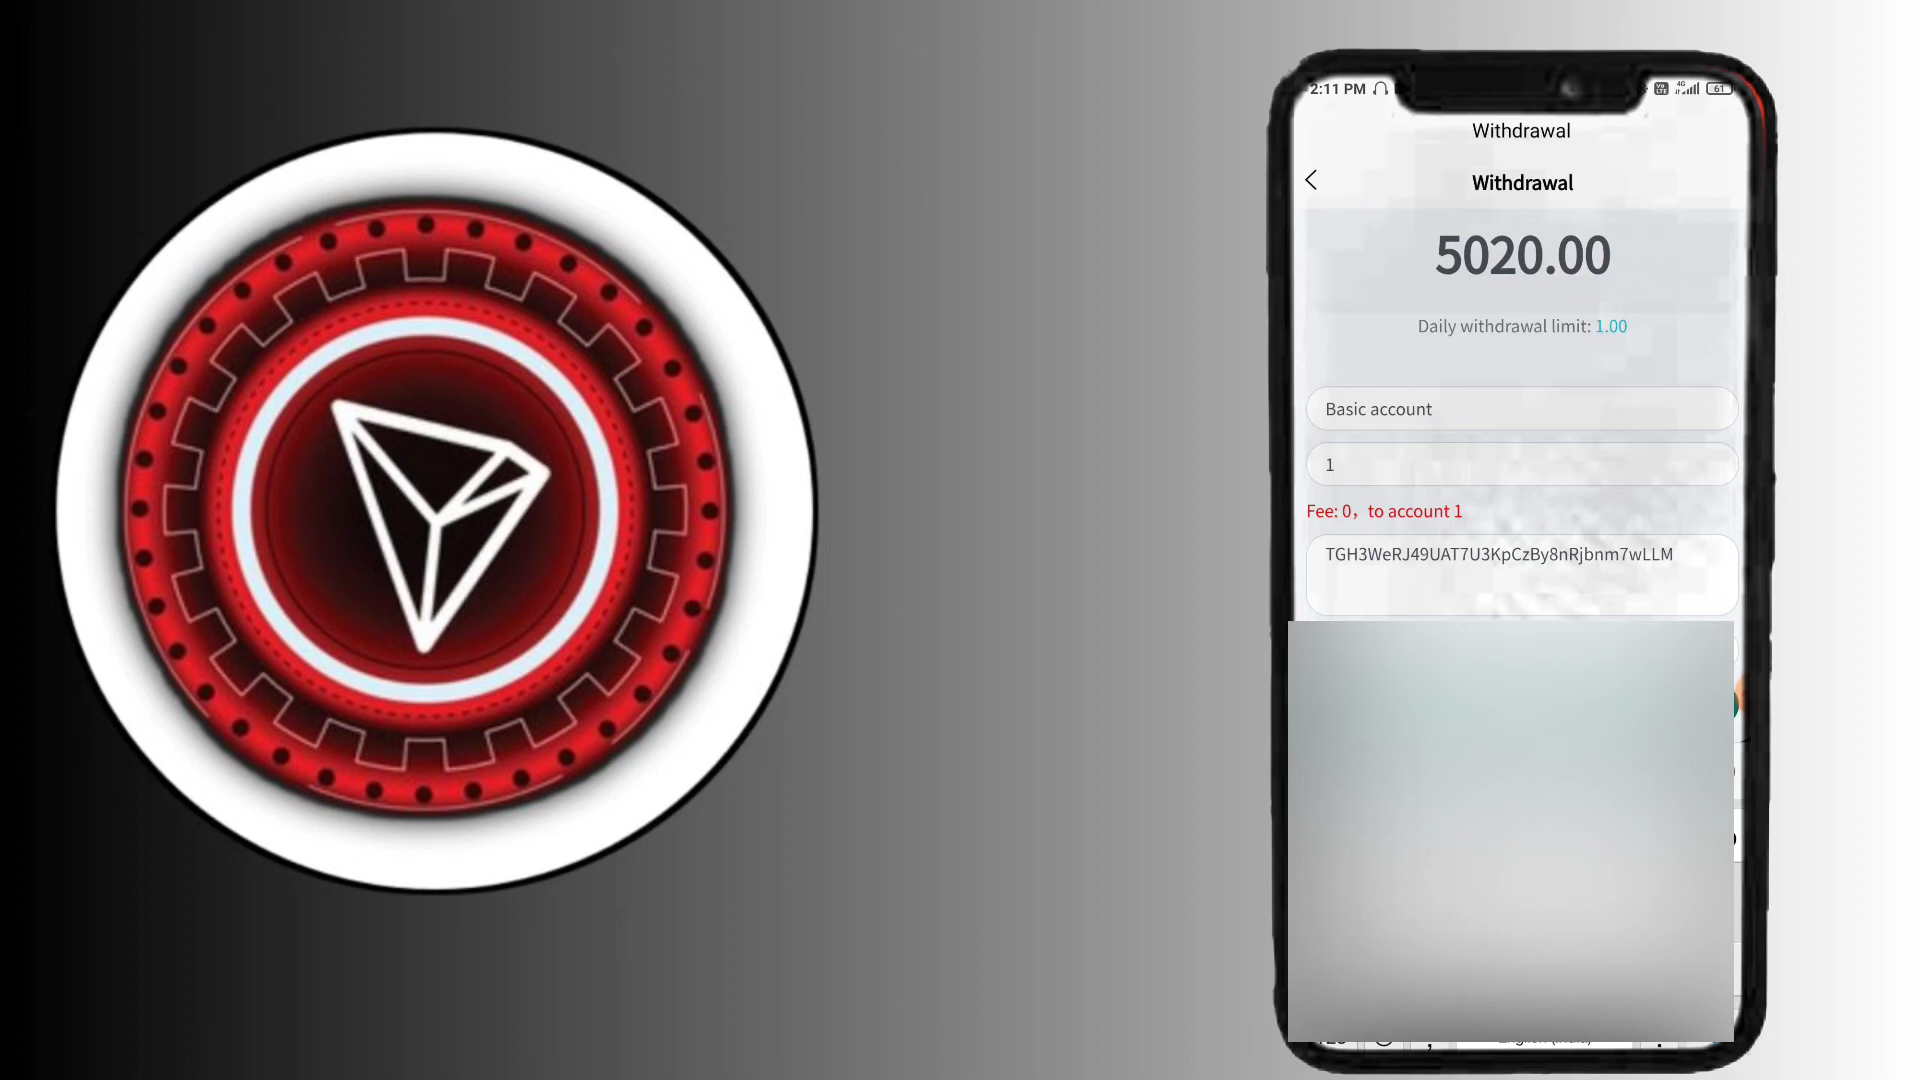 2:11 PM
61
Withdrawal
Withdrawal
5020.00
Daily withdrawal limit: 1.00
Basic account
1
Fee: 0，to account 1
TGH3WeRJ49UAT7U3KpCzBy8nRjbnm7wLLM